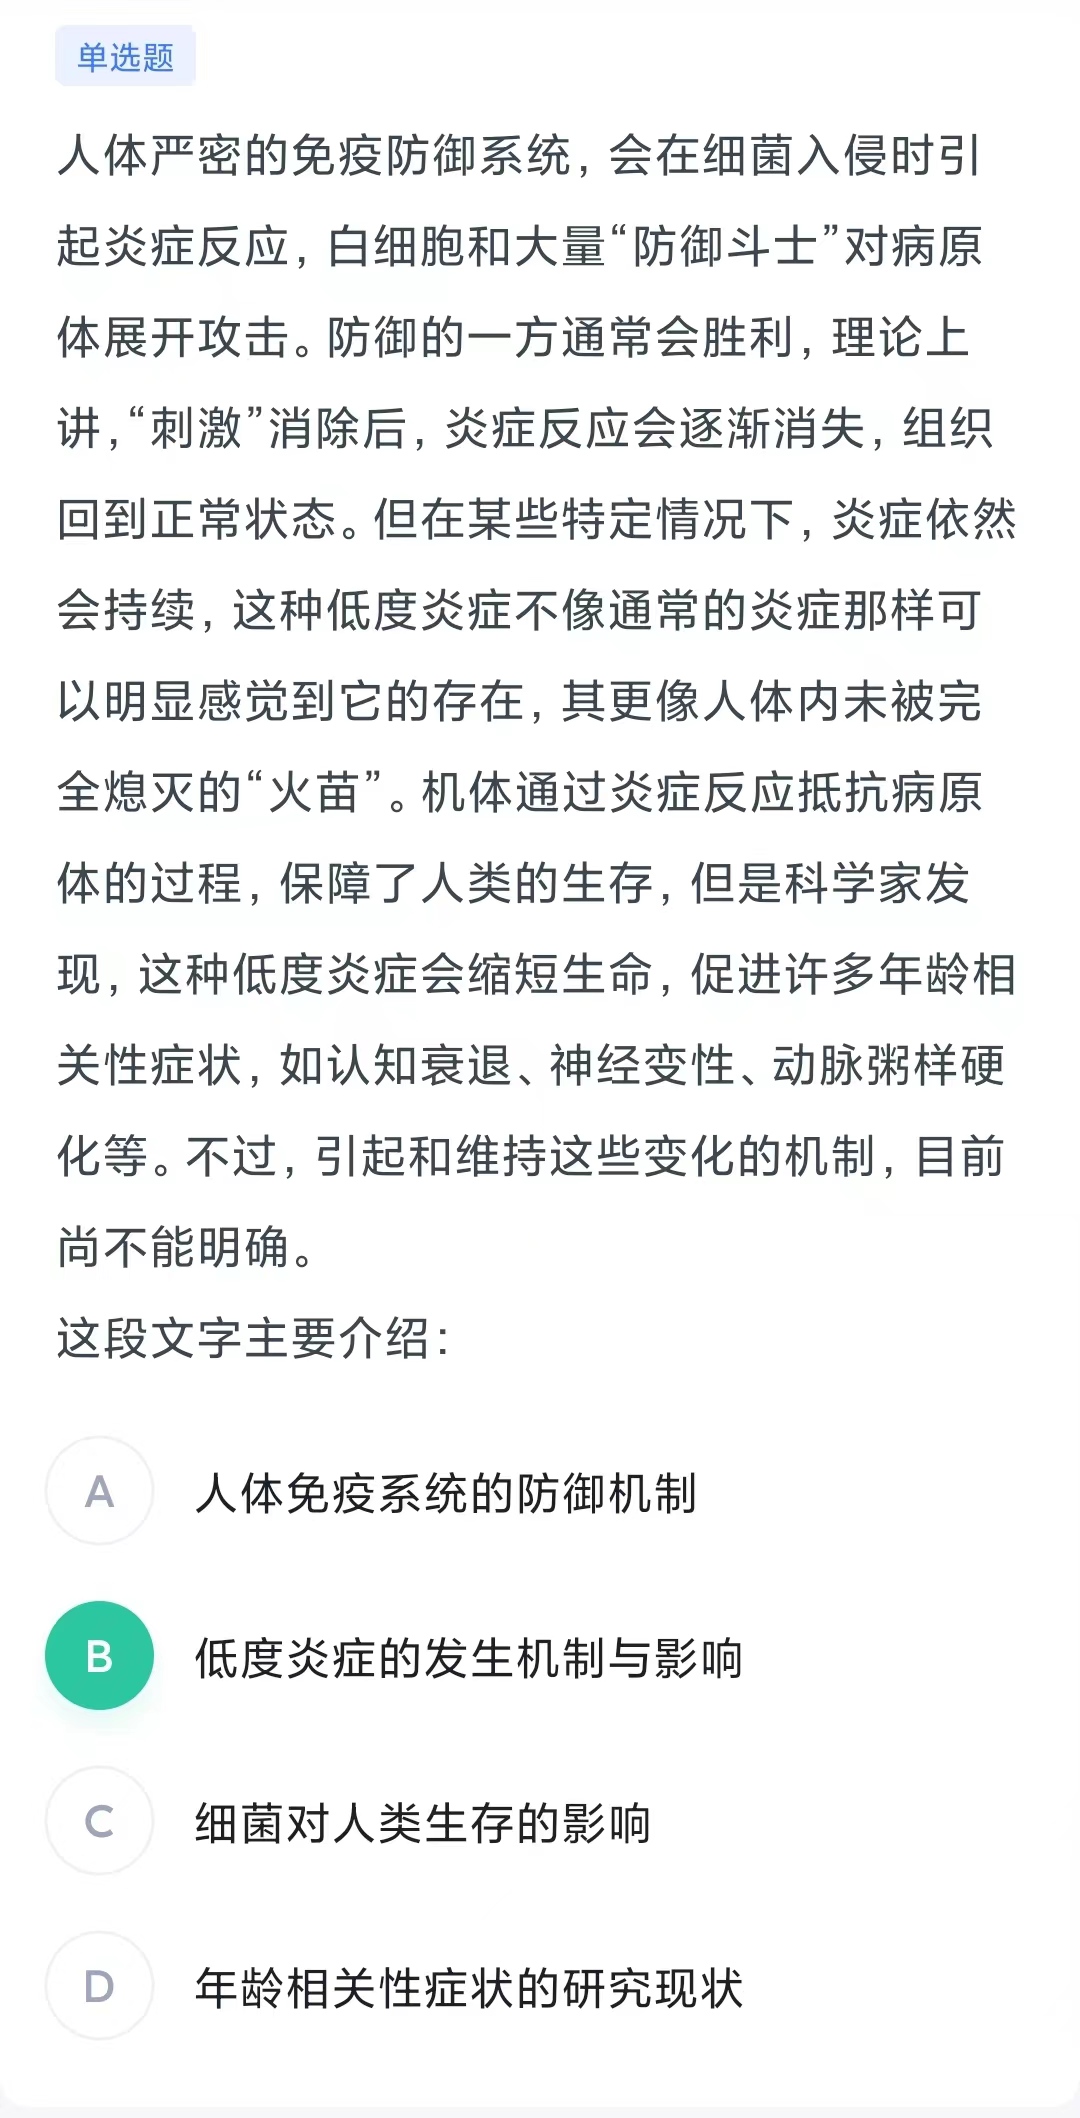 单选题
人体严密的免疫防御系统，会在细菌入侵时引
起炎症反应，白细胞和大量“防御斗士”对病原
体展开攻击。防御的一方通常会胜利，理论上
讲，“刺激”消除后，炎症反应会逐渐消失，组织
回到正常状态。但在某些特定情况下，炎症依然
会持续，这种低度炎症不像通常的炎症那样可
以明显感觉到它的存在，其更像人体内未被完
全熄灭的“火苗”。机体通过炎症反应抵抗病原
体的过程，保障了人类的生存，但是科学家发
现，这种低度炎症会缩短生命，促进许多年龄相
关性症状，如认知衰退、神经变性、动脉粥样硬
化等。不过，引起和维持这些变化的机制，目前
尚不能明确。
这段文字主要介绍：
A 人体免疫系统的防御机制
B 低度炎症的发生机制与影响
C 细菌对人类生存的影响
D 年龄相关性症状的研究现状